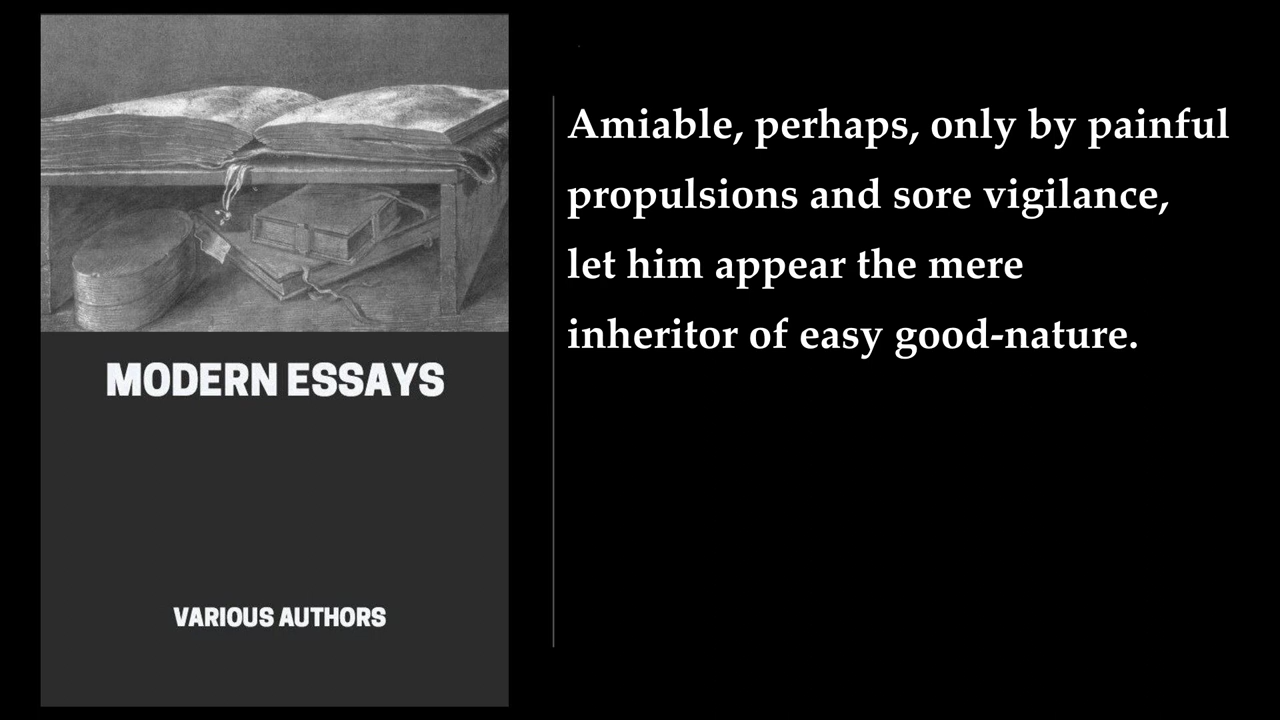 MODERN ESSAYS
VARIOUS AUTHORS
Amiable, perhaps, only by painful
propulsions and sore vigilance,
let him appear the mere
inheritor of easy good-nature.